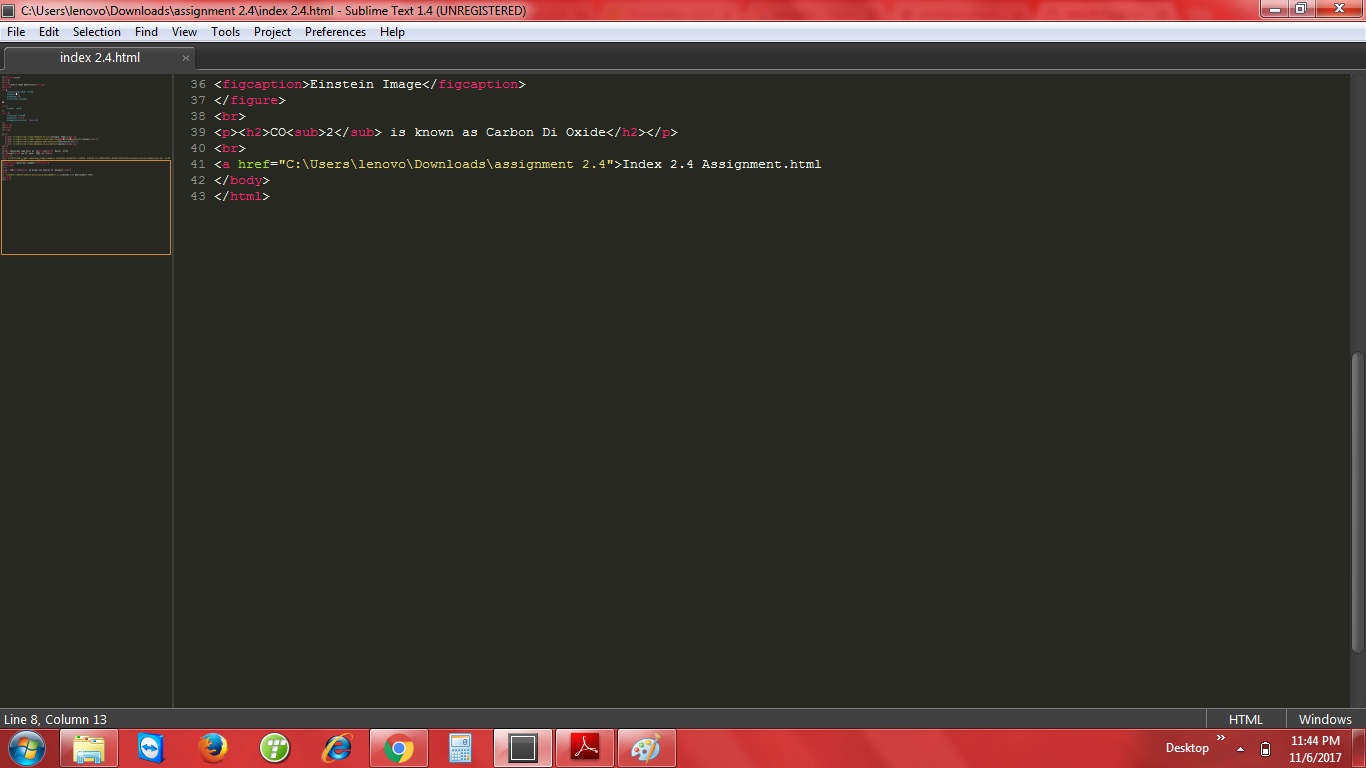 C:\Users\lenovo\Downloads\assignment 2.4\index 2.4.html - Sublime Text 1.4 (UNREGISTERED)
File Edit Selection Find View Tools Project Preferences Help
index 2.4.html
36 <figcaption>Einstein Image</figcaption>
37 </figure>
38 <br>
39 <p><h2>CO<sub>2</sub> is known as Carbon Di Oxide</h2></p>
40 <br>
41 <a href="C:\Users\lenovo\Downloads\assignment 2.4">Index 2.4 Assignment.html
42 </body>
43 </html>
Line 8, Column 13 HTML Windows
Desktop
11:44 PM
11/6/2017